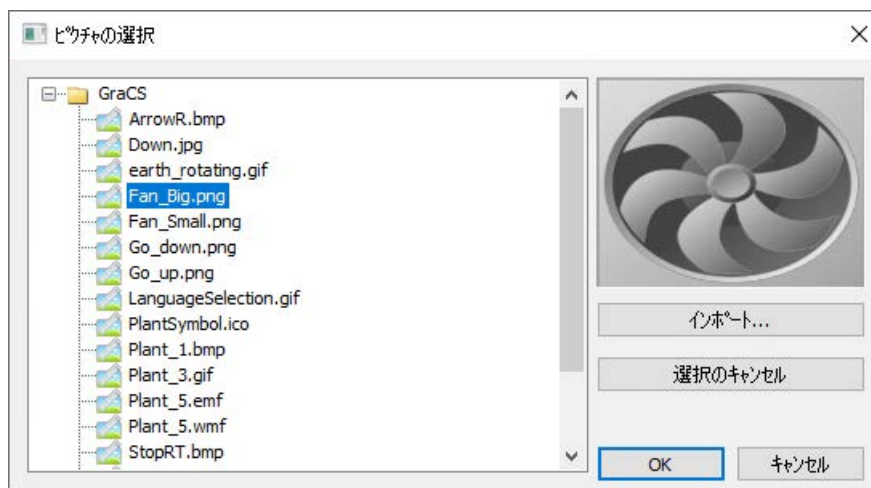 ﾋﾟｸﾁｬの選択
GraCS
ArrowR.bmp
Down.jpg
earth_rotating.gif
Fan_Big.png
Fan_Small.png
Go_down.png
Go_up.png
LanguageSelection.gif
PlantSymbol.ico
Plant_1.bmp
Plant_3.gif
Plant_5.emf
Plant_5.wmf
StopRT.bmp
ｲﾝﾎﾟｰﾄ...
選択のｷｬﾝｾﾙ
OK
ｷｬﾝｾﾙ